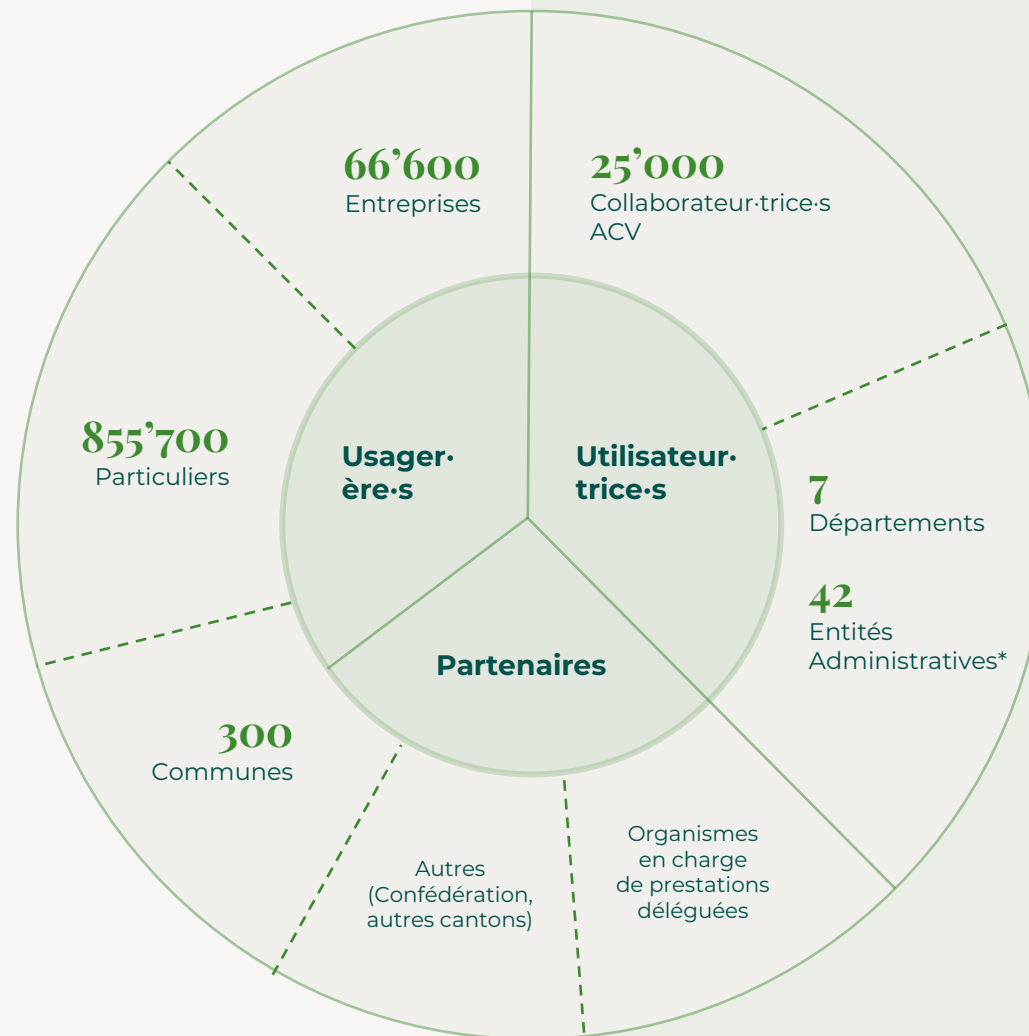 66’600
Entreprises
25’000
Collaborateur·trice·s
ACV
855’700
Particuliers
Usager·
ère·s
Utilisateur·
trice·s
7
Départements
42
Entités
Administratives*
Partenaires
300
Communes
Autres
(Confédération,
autres cantons)
Organismes
en charge
de prestations
déléguées